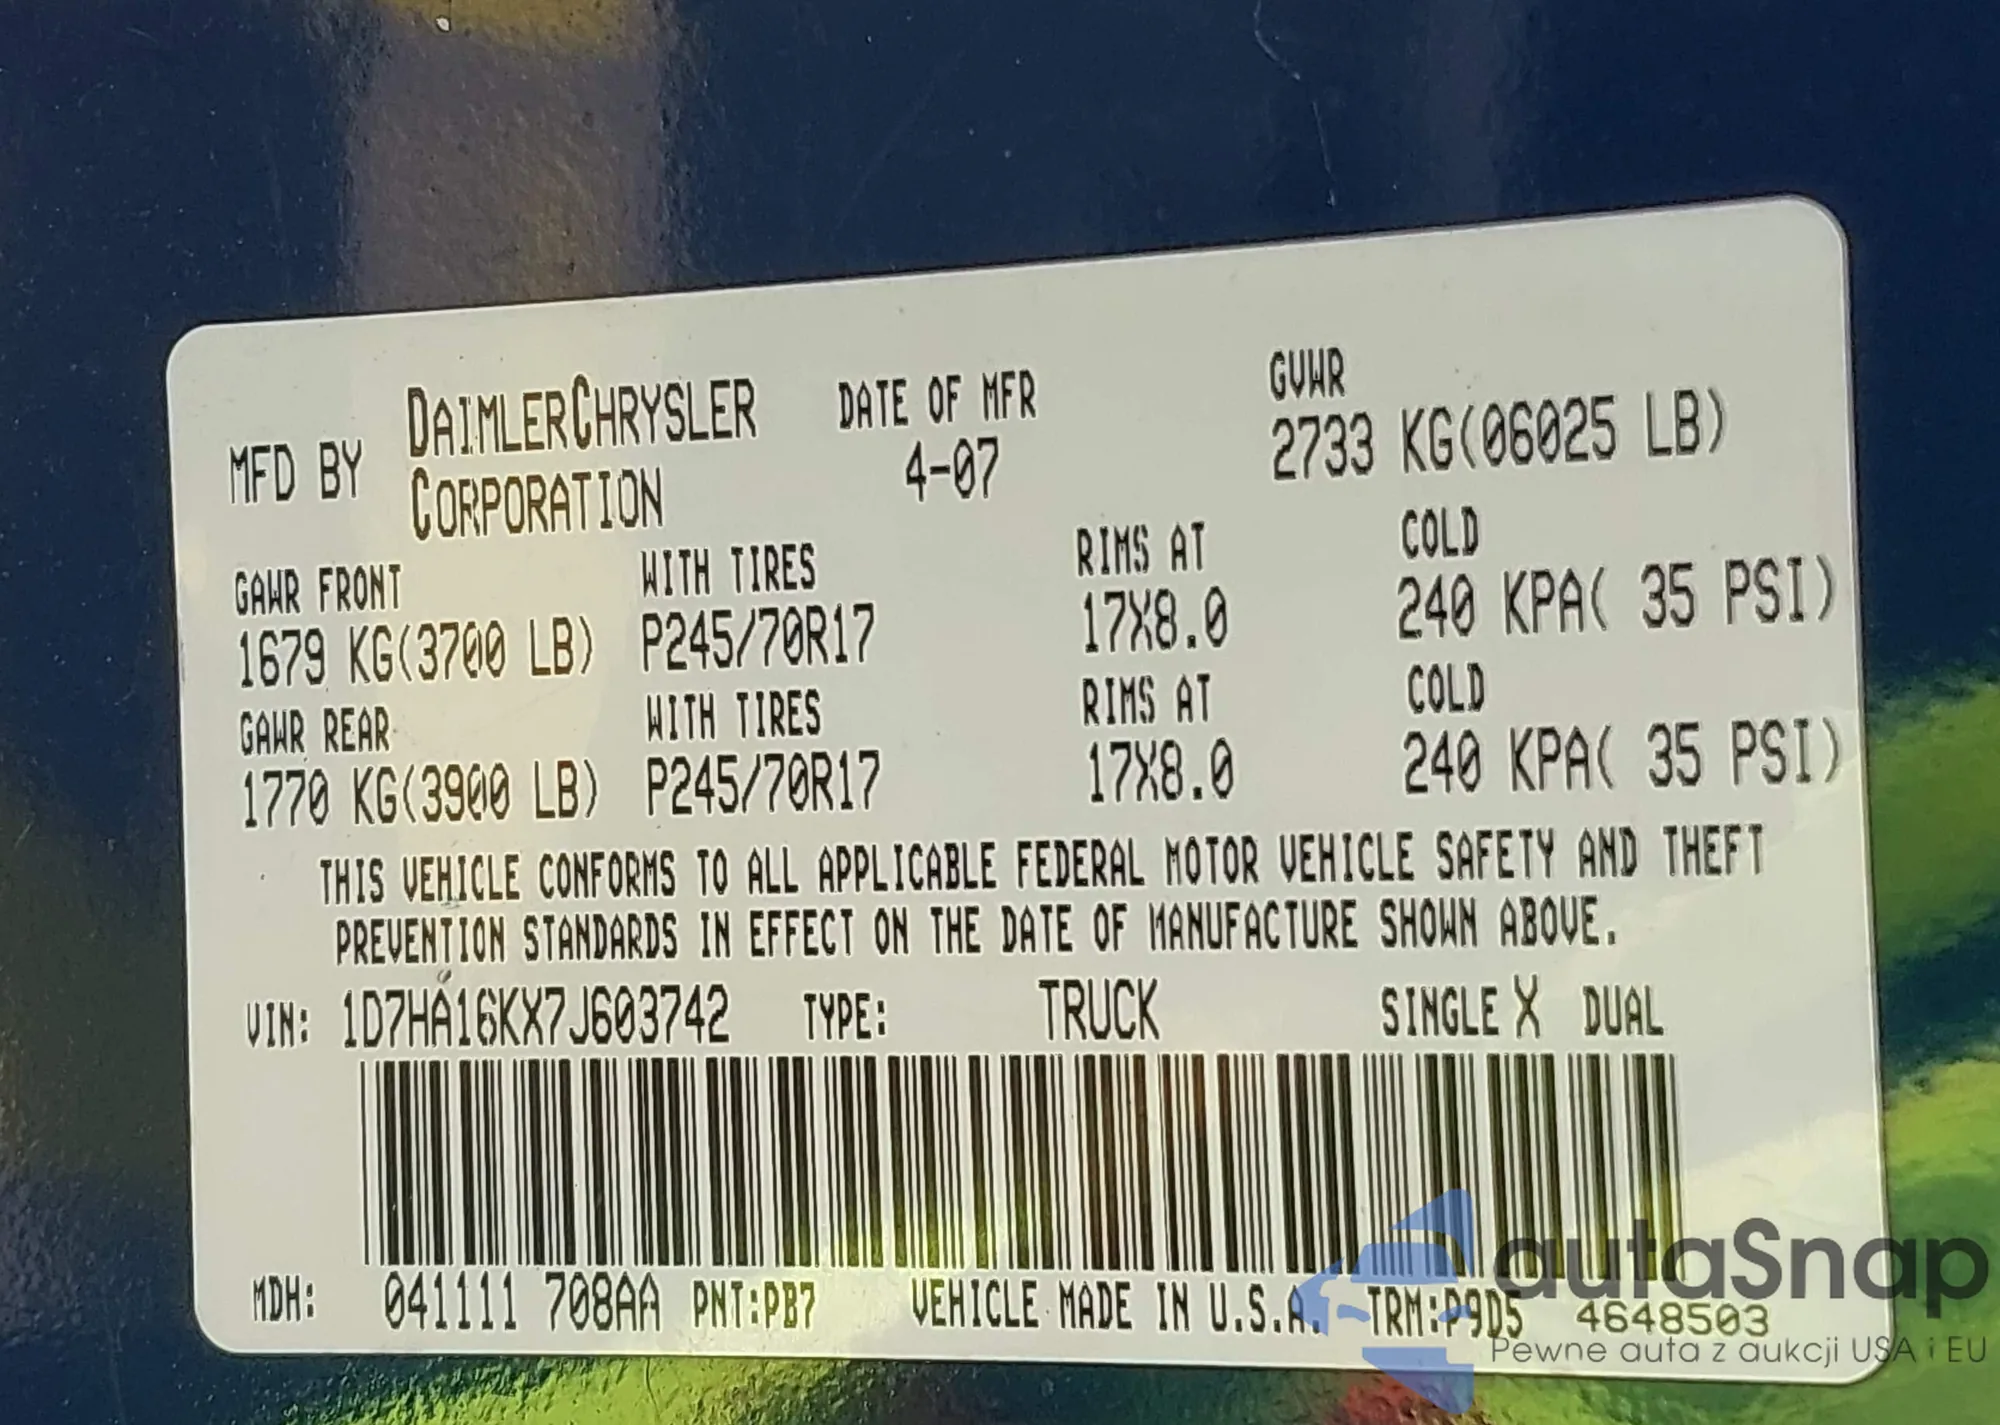 MFD BY DAIMLERCHRYSLER CORPORATION DATE OF MFR 4-07 GVWR 2733 KG(06025 LB)
GAWR FRONT WITH TIRES RIMS AT COLD
1679 KG(3700 LB) P245/70R17 17X8.0 240 KPA( 35 PSI)
GAWR REAR WITH TIRES RIMS AT COLD
1770 KG(3900 LB) P245/70R17 17X8.0 240 KPA( 35 PSI)
THIS VEHICLE CONFORMS TO ALL APPLICABLE FEDERAL MOTOR VEHICLE SAFETY AND THEFT
PREVENTION STANDARDS IN EFFECT ON THE DATE OF MANUFACTURE SHOWN ABOVE.
VIN: 1D7HA16KX7J603742 TYPE: TRUCK SINGLE X DUAL
MDH: 041111 708AA PNT:PB7 VEHICLE MADE IN U.S.A. TRM:P9D5 4648503
autaSnap
Pewne auta z aukcji USA i EU